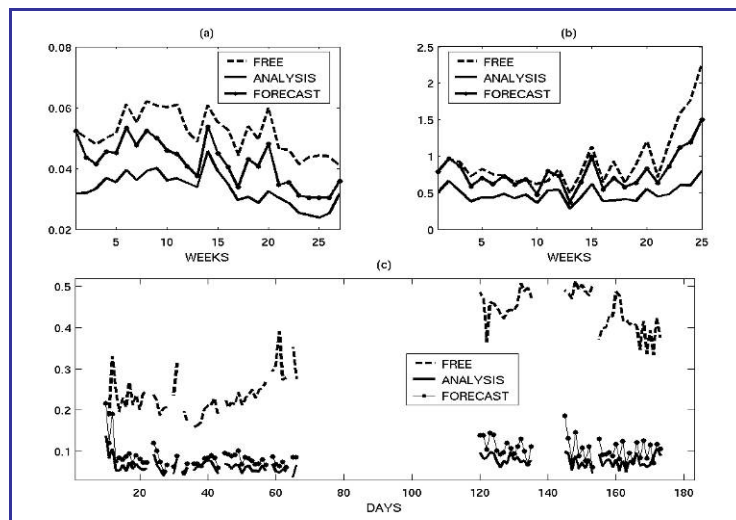 (a)
0.08
0.06
0.04
0.02
FREE
ANALYSIS
FORECAST
5
10
15
20
25
WEEKS
(b)
2.5
2
1.5
1
0.5
0
FREE
ANALYSIS
FORECAST
5
10
15
20
25
WEEKS
(c)
0.5
0.4
0.3
0.2
0.1
FREE
ANALYSIS
FORECAST
20
40
60
80
100
120
140
160
180
DAYS